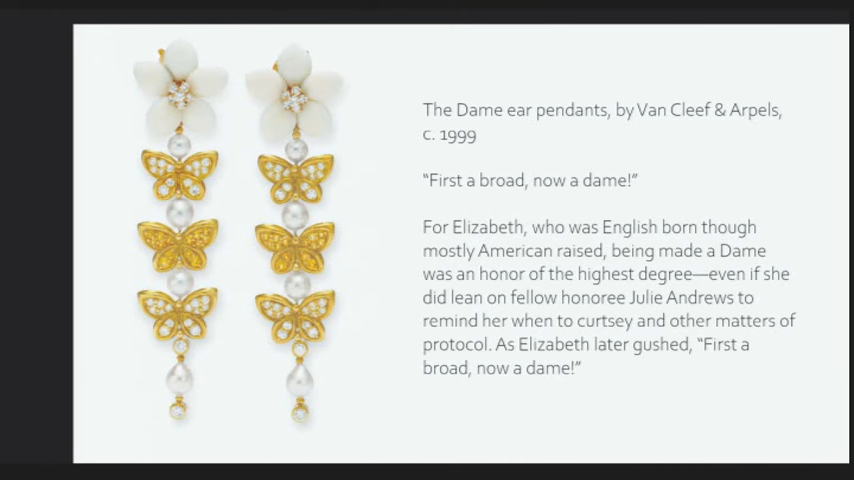 The Dame ear pendants, by Van Cleef & Arpels,
c. 1999
“First a broad, now a dame!”
For Elizabeth, who was English born though
mostly American raised, being made a Dame
was an honor of the highest degree—even if she
did lean on fellow honoree Julie Andrews to
remind her when to curtsey and other matters of
protocol. As Elizabeth later gushed, “First a
broad, now a dame!”